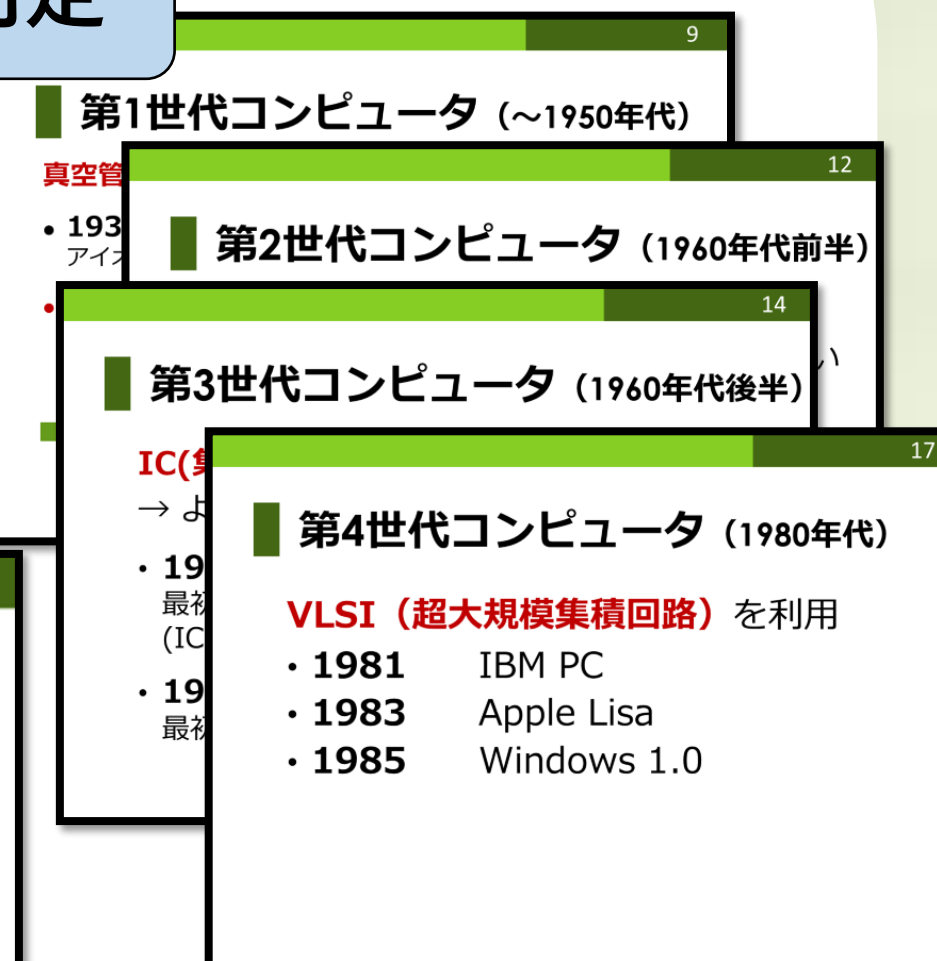 定
9
第1世代コンピュータ（～1950年代）
真空管
12
・193
第2世代コンピュータ（1960年代前半）
アイ
14
い
第3世代コンピュータ（1960年代後半）
IC(
17
→ よ
第4世代コンピュータ（1980年代）
・19
最初
(IC
VLSI（超大規模集積回路）を利用
・1981 IBM PC
・19
最初
・1983 Apple Lisa
・1985 Windows 1.0